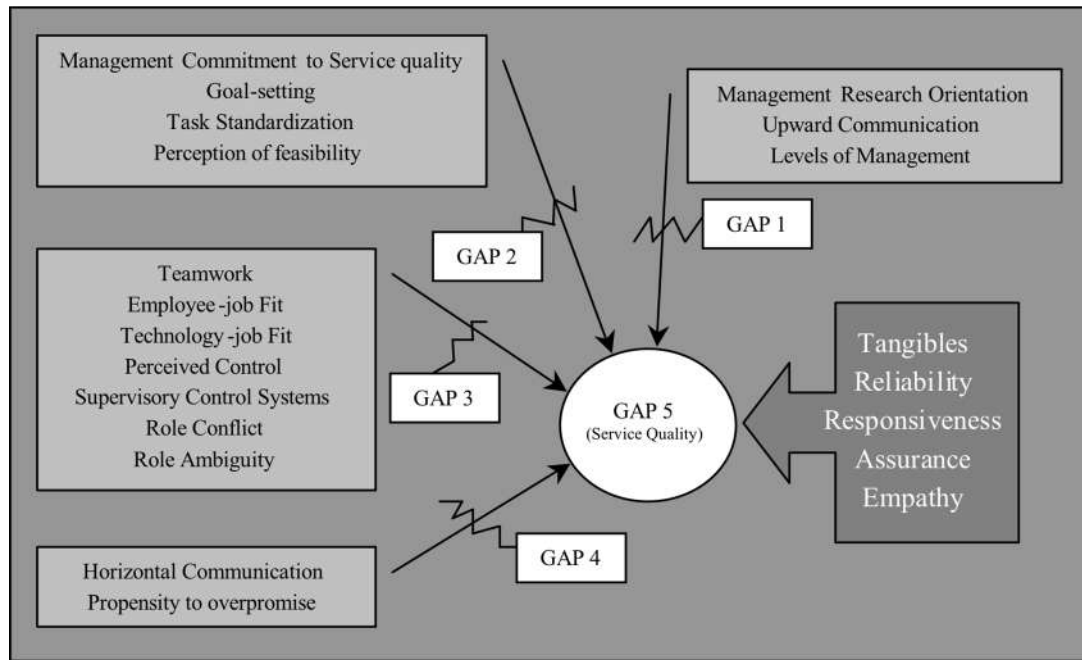 Management Commitment to Service quality
Goal-setting
Task Standardization
Perception of feasibility
Management Research Orientation
Upward Communication
Levels of Management
GAP 1
GAP 2
Teamwork
Employee-job Fit
Technology-job Fit
Perceived Control
Supervisory Control Systems
Role Conflict
Role Ambiguity
GAP 3
GAP 5
(Service Quality)
Tangibles
Reliability
Responsiveness
Assurance
Empathy
GAP 4
Horizontal Communication
Propensity to overpromise